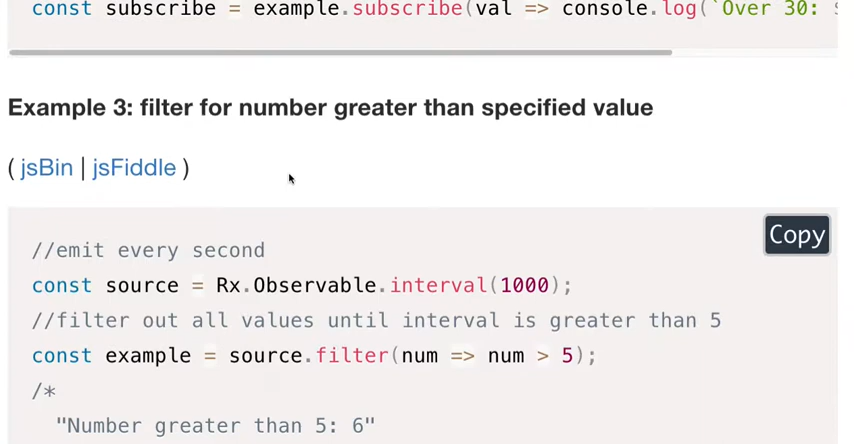 const subscribe = example.subscribe(val => console.log(`Over 30: $
Example 3: filter for number greater than specified value
( jsBin | jsFiddle )
Copy
//emit every second
const source = Rx.Observable.interval(1000);
//filter out all values until interval is greater than 5
const example = source.filter(num => num > 5);
/*
"Number greater than 5: 6"